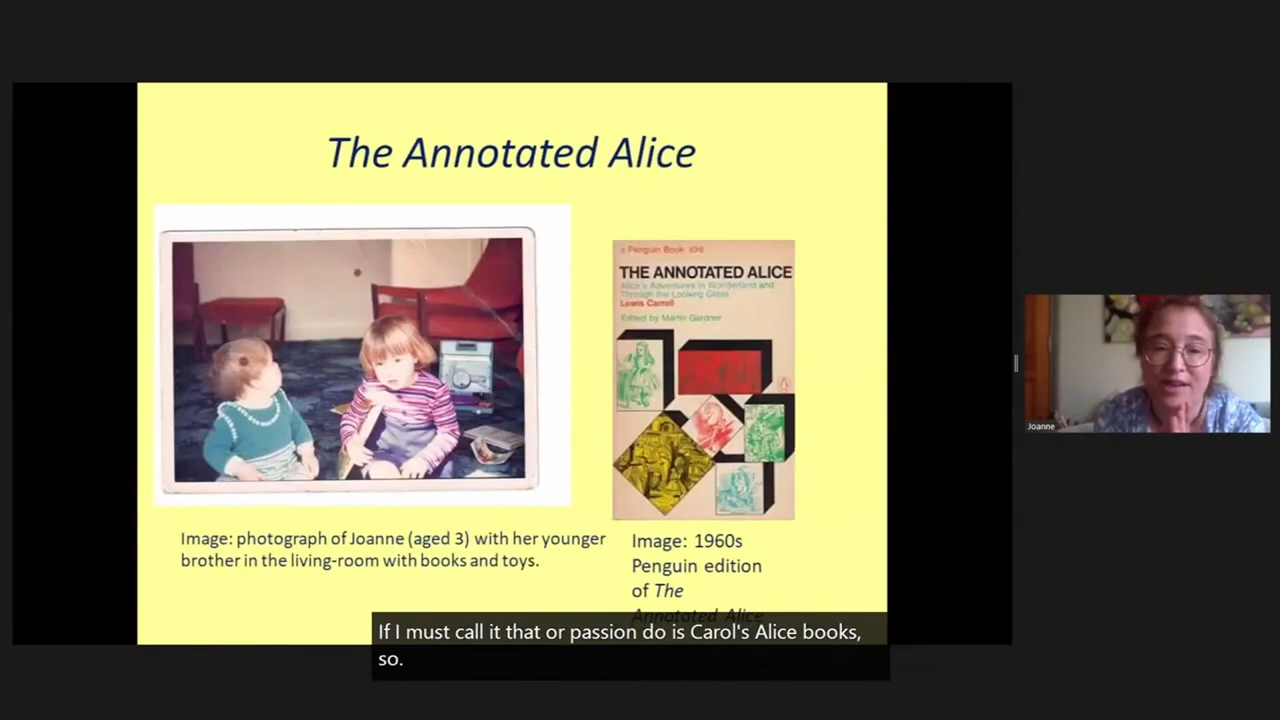 The Annotated Alice
a Penguin Book 10/6
THE ANNOTATED ALICE
Alice's Adventures in Wonderland and
Through the Looking Glass
Lewis Carroll
Edited by Martin Gardner
Image: photograph of Joanne (aged 3) with her younger
brother in the living-room with books and toys.
Image: 1960s
Penguin edition
of The
Annotated Alice
If I must call it that or passion do is Carol's Alice books,
so.
Joanne